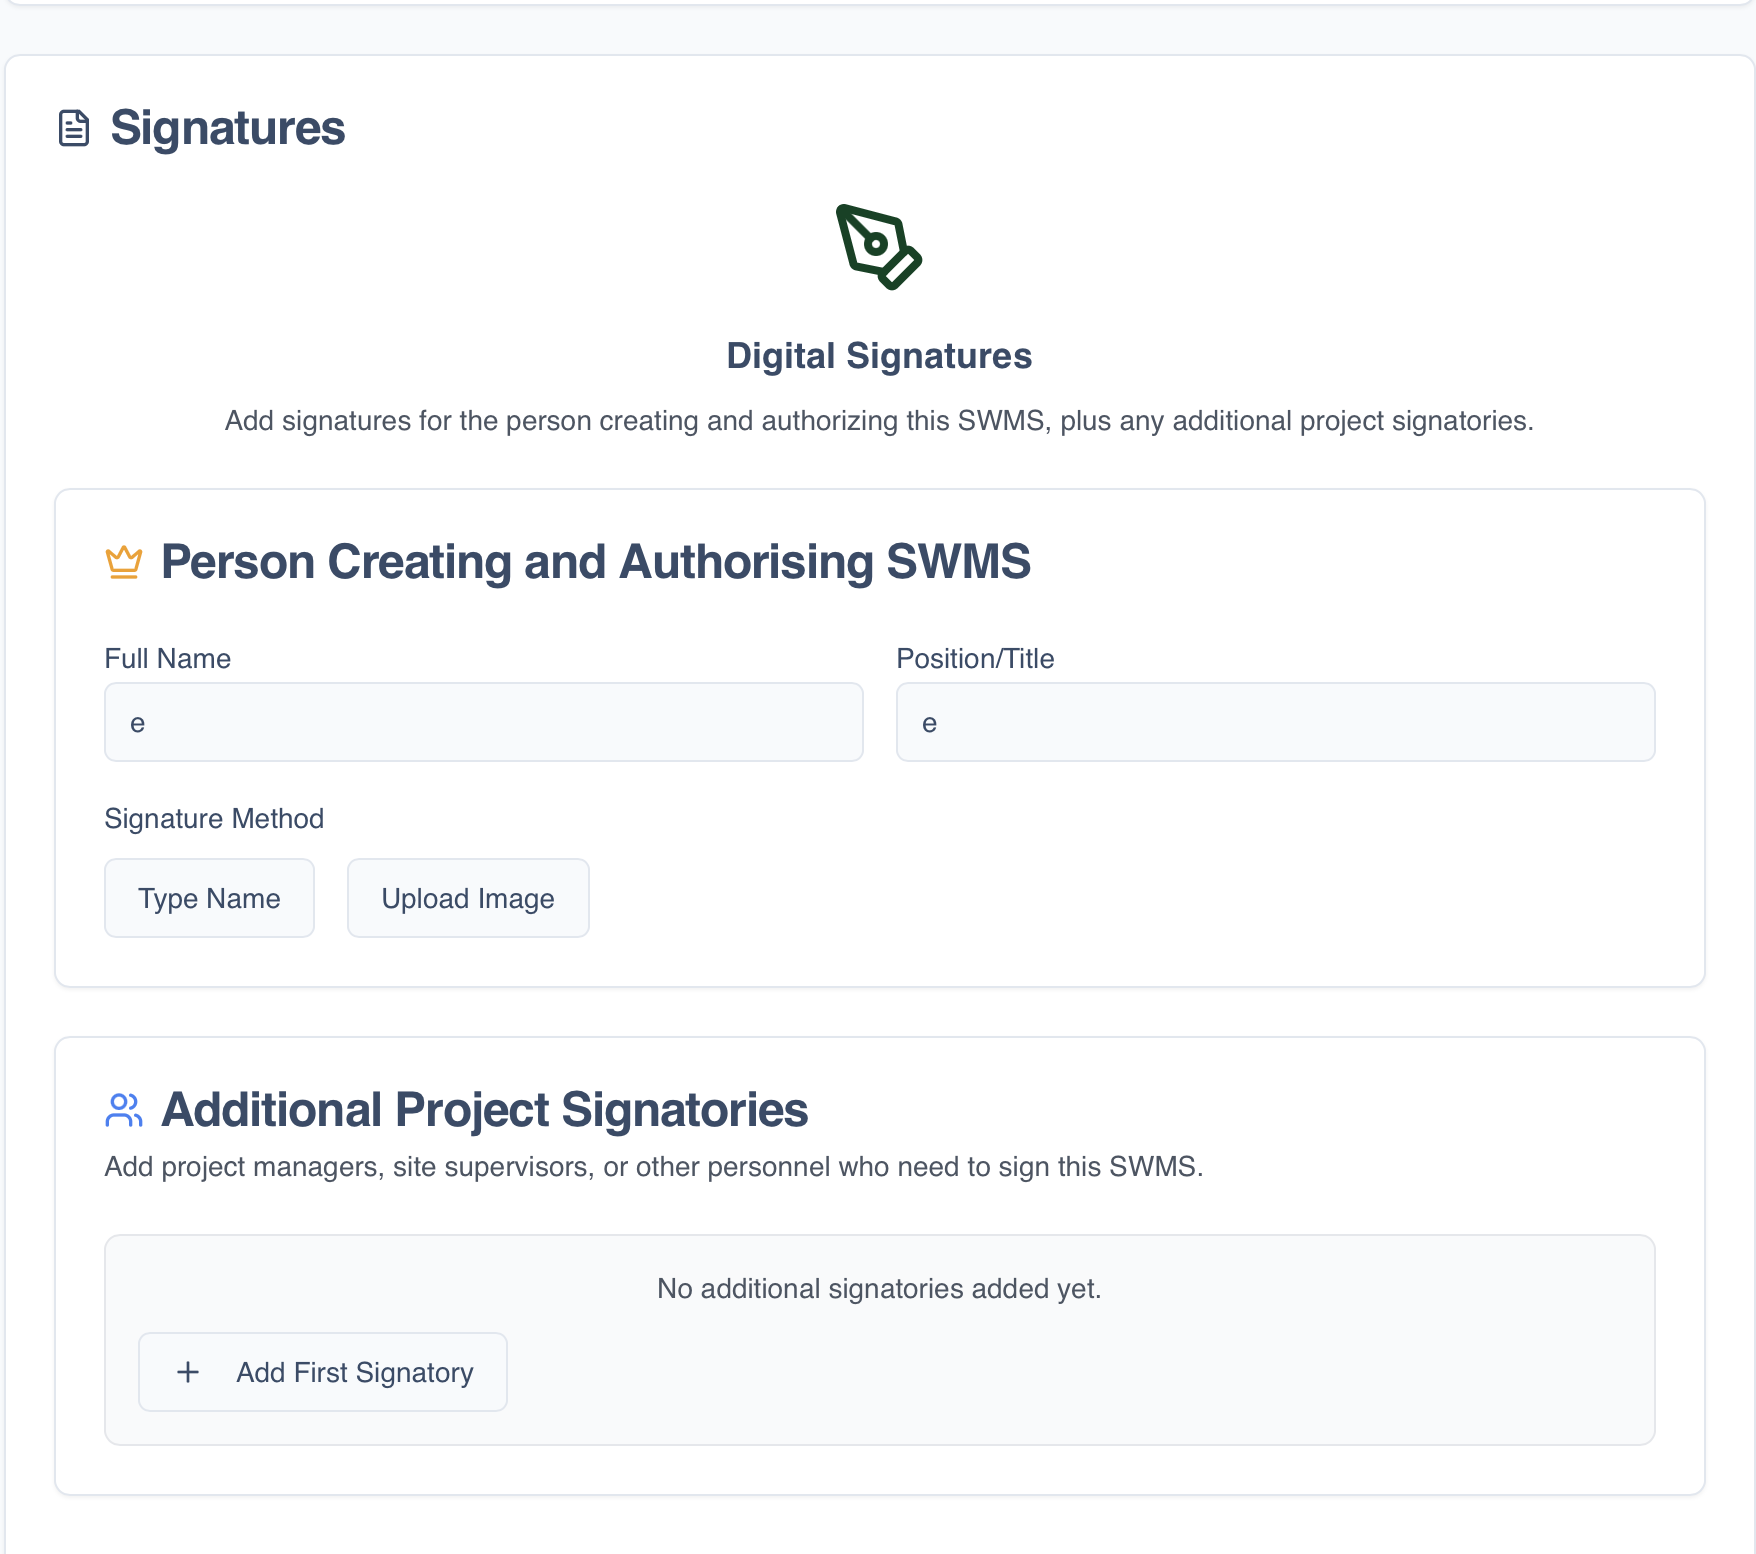 Signatures
Digital Signatures
Add signatures for the person creating and authorizing this SWMS, plus any additional project signatories.
Person Creating and Authorising SWMS
Full Name
e
Position/Title
e
Signature Method
Type Name
Upload Image
Additional Project Signatories
Add project managers, site supervisors, or other personnel who need to sign this SWMS.
No additional signatories added yet.
+ Add First Signatory